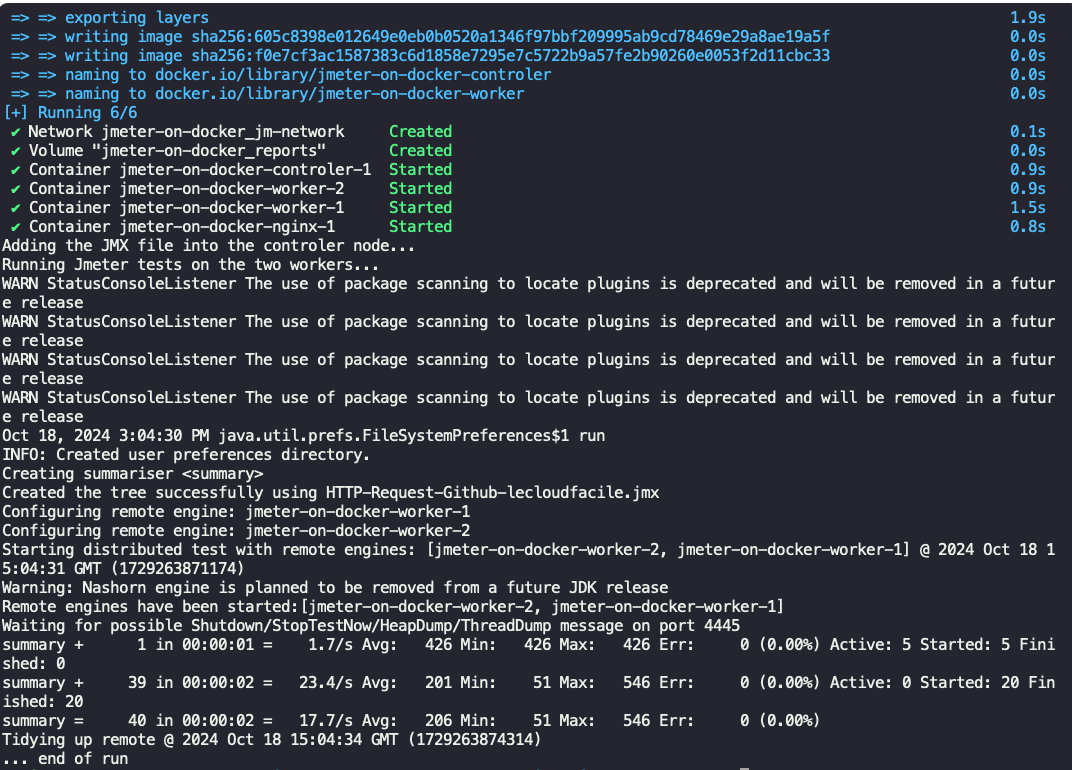 => => exporting layers 1.9s
=> => writing image sha256:605c8398e012649e0eb0b0520a1346f97bbf209995ab9cd78469e29a8ae19a5f 0.0s
=> => writing image sha256:f0e7cf3ac1587383c6d1858e7295e7c5722b9a57fe2b90260e0053f2d11cbc33 0.0s
=> => naming to docker.io/library/jmeter-on-docker-controler 0.0s
=> => naming to docker.io/library/jmeter-on-docker-worker 0.0s
[+] Running 6/6
✔ Network jmeter-on-docker_jm-network Created 0.1s
✔ Volume "jmeter-on-docker_reports" Created 0.0s
✔ Container jmeter-on-docker-controler-1 Started 0.9s
✔ Container jmeter-on-docker-worker-2 Started 0.9s
✔ Container jmeter-on-docker-worker-1 Started 1.5s
✔ Container jmeter-on-docker-nginx-1 Started 0.8s
Adding the JMX file into the controler node...
Running Jmeter tests on the two workers...
WARN StatusConsoleListener The use of package scanning to locate plugins is deprecated and will be removed in a futur
e release
WARN StatusConsoleListener The use of package scanning to locate plugins is deprecated and will be removed in a futur
e release
WARN StatusConsoleListener The use of package scanning to locate plugins is deprecated and will be removed in a futur
e release
WARN StatusConsoleListener The use of package scanning to locate plugins is deprecated and will be removed in a futur
e release
Oct 18, 2024 3:04:30 PM java.util.prefs.FileSystemPreferences$1 run
INFO: Created user preferences directory.
Creating summariser <summary>
Created the tree successfully using HTTP-Request-Github-lecloudfacile.jmx
Configuring remote engine: jmeter-on-docker-worker-1
Configuring remote engine: jmeter-on-docker-worker-2
Starting distributed test with remote engines: [jmeter-on-docker-worker-2, jmeter-on-docker-worker-1] @ 2024 Oct 18 1
5:04:31 GMT (1729263871174)
Warning: Nashorn engine is planned to be removed from a future JDK release
Remote engines have been started:[jmeter-on-docker-worker-2, jmeter-on-docker-worker-1]
Waiting for possible Shutdown/StopTestNow/HeapDump/ThreadDump message on port 4445
summary + 1 in 00:00:01 = 1.7/s Avg: 426 Min: 426 Max: 426 Err: 0 (0.00%) Active: 5 Started: 5 Fini
shed: 0
summary + 39 in 00:00:02 = 23.4/s Avg: 201 Min: 51 Max: 546 Err: 0 (0.00%) Active: 0 Started: 20 Fin
ished: 20
summary = 40 in 00:00:02 = 17.7/s Avg: 206 Min: 51 Max: 546 Err: 0 (0.00%)
Tidying up remote @ 2024 Oct 18 15:04:34 GMT (1729263874314)
... end of run